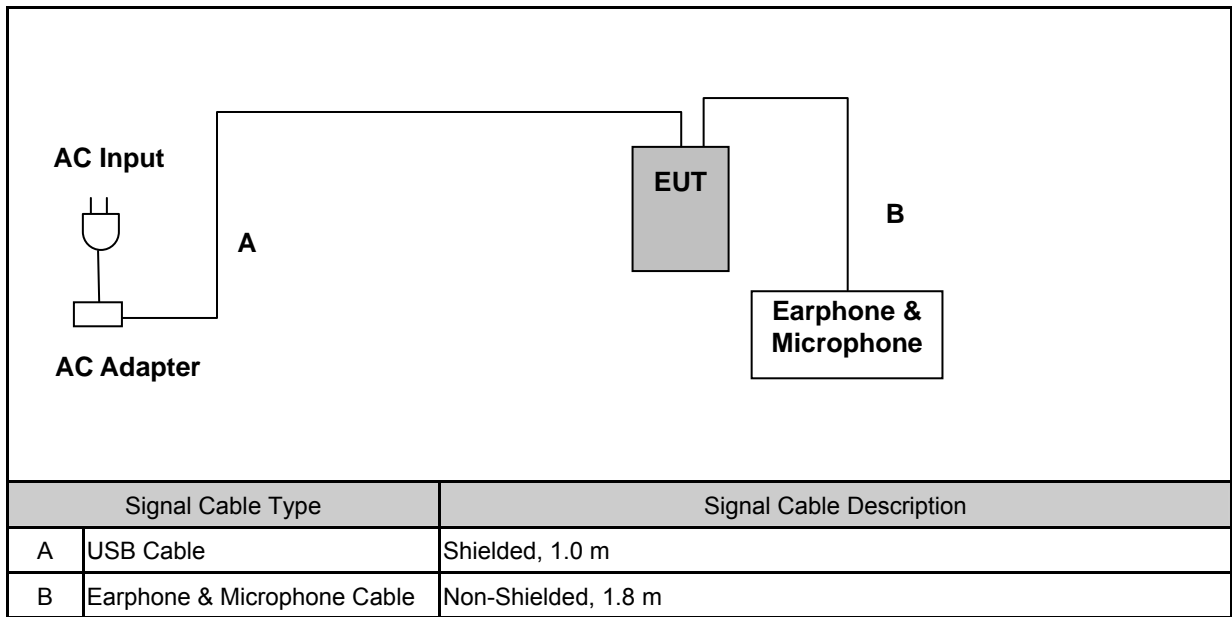 AC Input
EUT
A
B
Earphone &
Microphone
AC Adapter
Signal Cable Type Signal Cable Description
A USB Cable Shielded, 1.0 m
B Earphone & Microphone Cable Non-Shielded, 1.8 m